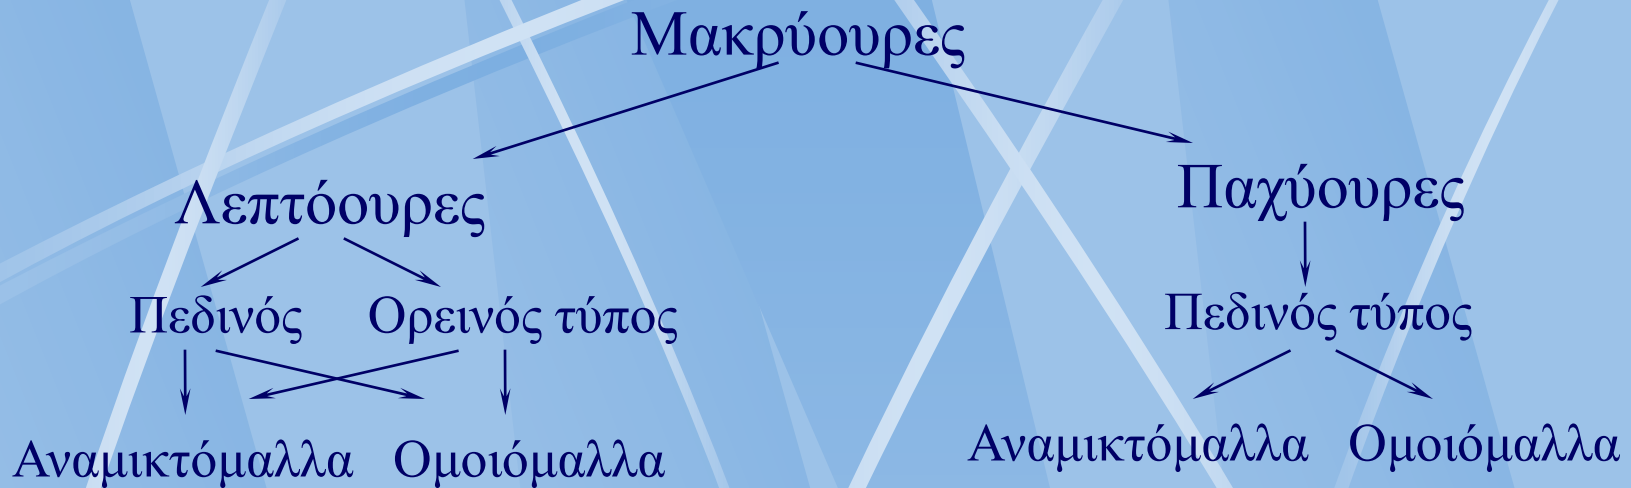 Μακρύουρες
Λεπτόουρες Παχύουρες
Πεδινός Ορεινός τύπος Πεδινός τύπος
Αναμικτόμαλλα Ομοιόμαλλα Αναμικτόμαλλα Ομοιόμαλλα